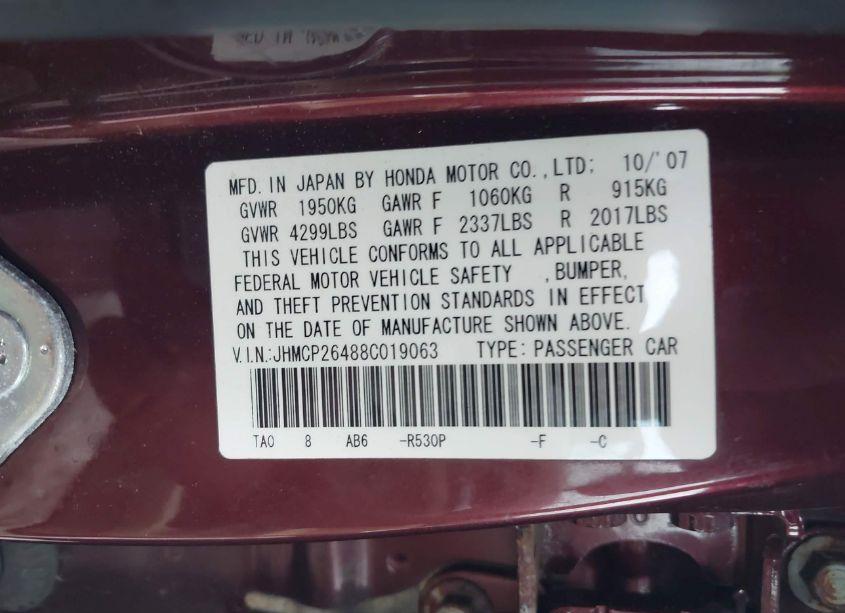 MFD. IN JAPAN BY HONDA MOTOR CO.,LTD; 10/'07
GVWR 1950KG GAWR F 1060KG R 915KG
GVWR 4299LBS GAWR F 2337LBS R 2017LBS
THIS VEHICLE CONFORMS TO ALL APPLICABLE
FEDERAL MOTOR VEHICLE SAFETY ,BUMPER,
AND THEFT PREVENTION STANDARDS IN EFFECT
ON THE DATE OF MANUFACTURE SHOWN ABOVE.
V.I.N.:JHMCP26488C019063 TYPE: PASSENGER CAR
TA0 8 AB6 -R530P -F -C